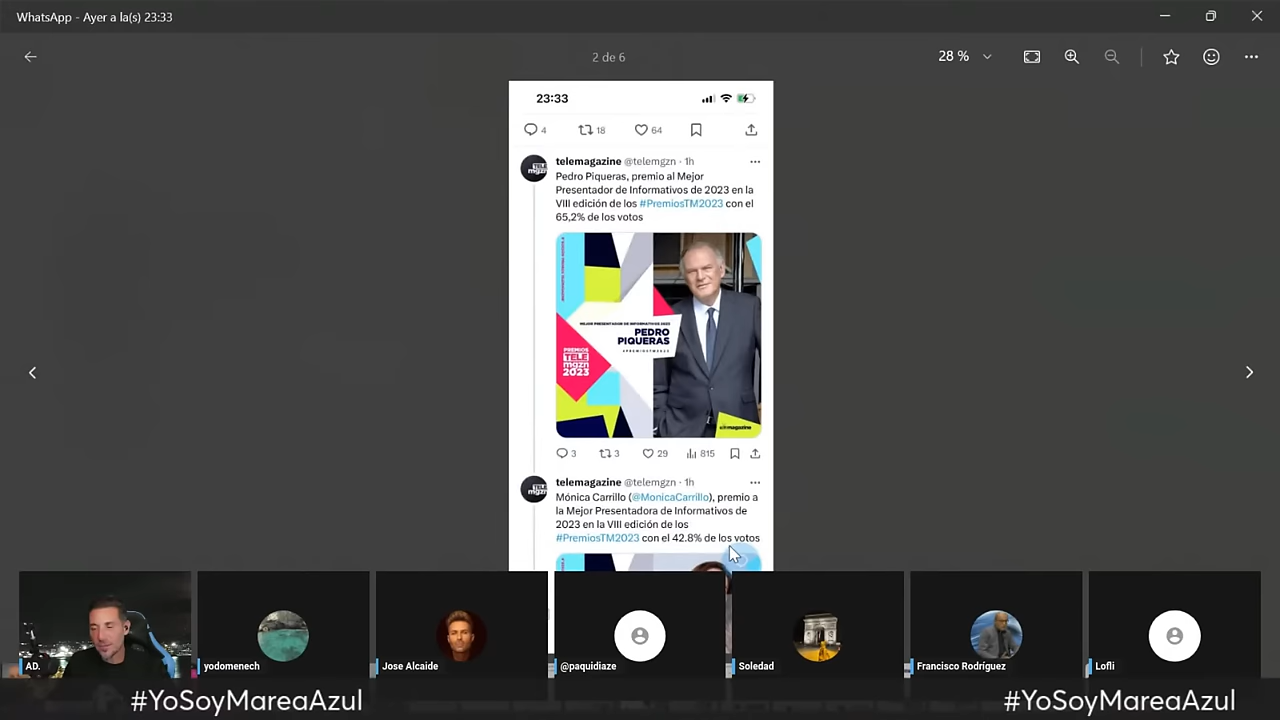 WhatsApp - Ayer a la(s) 23:33
2 de 6
28 %
23:33
4
18
64
telemagazine @telemgzn · 1h
Pedro Piqueras, premio al Mejor
Presentador de Informativos de 2023 en la
VIII edición de los #PremiosTM2023 con el
65,2% de los votos
MEJOR PRESENTADOR DE INFORMATIVOS 2023
PEDRO
PIQUERAS
#PREMIOSTM2023
PREMIOS
TELE
mgzn
2023
telemagazine
3
3
29
815
telemagazine @telemgzn · 1h
Mónica Carrillo (@MonicaCarrillo), premio a
la Mejor Presentadora de Informativos de
2023 en la VIII edición de los
#PremiosTM2023 con el 42.8% de los votos
AD.
yodomenech
Jose Alcaide
@paquidiaze
Soledad
Francisco Rodríguez
Lofli
#YoSoyMareaAzul
#YoSoyMareaAzul